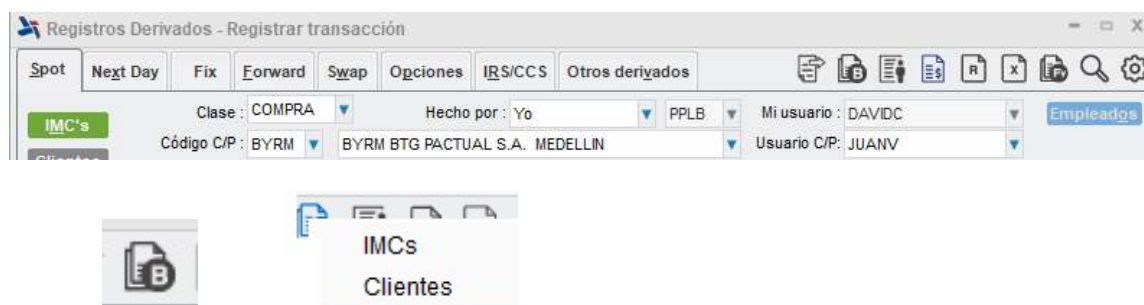 Registros Derivados - Registrar transacción
Spot Next Day Fix Forward Swap Opciones IRS/CCS Otros derivados
IMC's Clase : COMPRA Hecho por : Yo PPLB Mi usuario : DAVIDC Empleados
Clientes Código C/P : BYRM BYRM BTG PACTUAL S.A. MEDELLIN Usuario C/P: JUANV
IMCs
Clientes